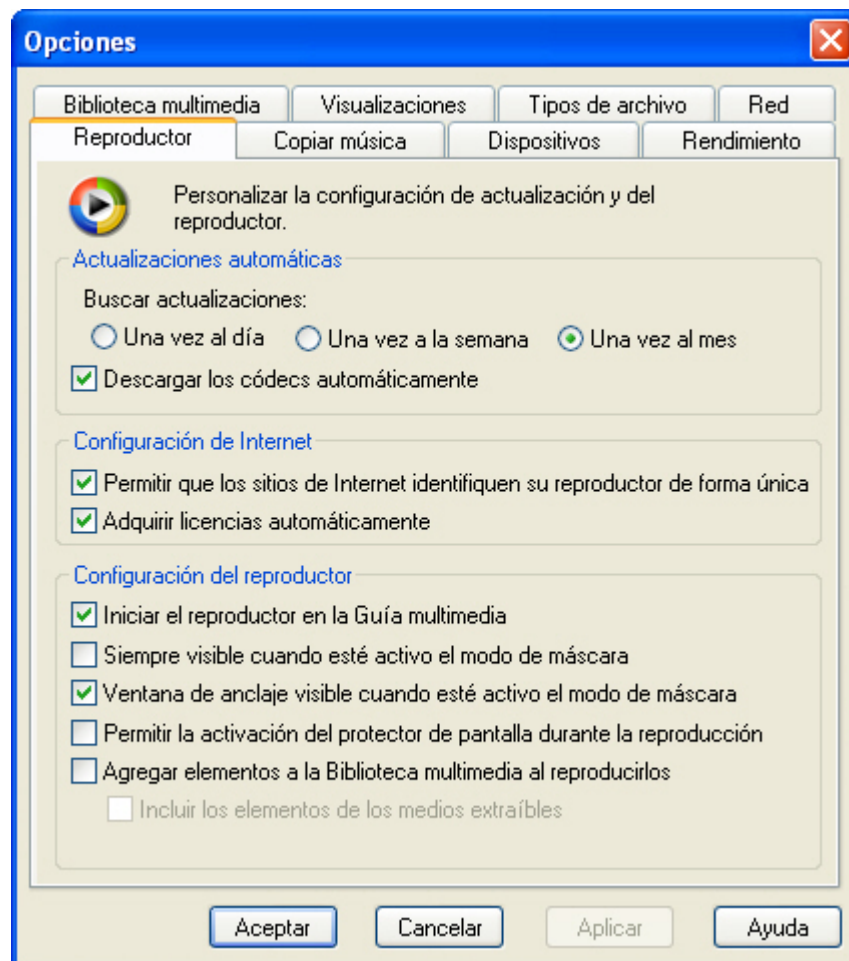 Opciones
Biblioteca multimedia Visualizaciones Tipos de archivo Red
Reproductor Copiar música Dispositivos Rendimiento
Personalizar la configuración de actualización y del
reproductor.
Actualizaciones automáticas
Buscar actualizaciones:
Una vez al día Una vez a la semana Una vez al mes
Descargar los códecs automáticamente
Configuración de Internet
Permitir que los sitios de Internet identifiquen su reproductor de forma única
Adquirir licencias automáticamente
Configuración del reproductor
Iniciar el reproductor en la Guía multimedia
Siempre visible cuando esté activo el modo de máscara
Ventana de anclaje visible cuando esté activo el modo de máscara
Permitir la activación del protector de pantalla durante la reproducción
Agregar elementos a la Biblioteca multimedia al reproducirlos
Incluir los elementos de los medios extraíbles
Aceptar Cancelar Aplicar Ayuda